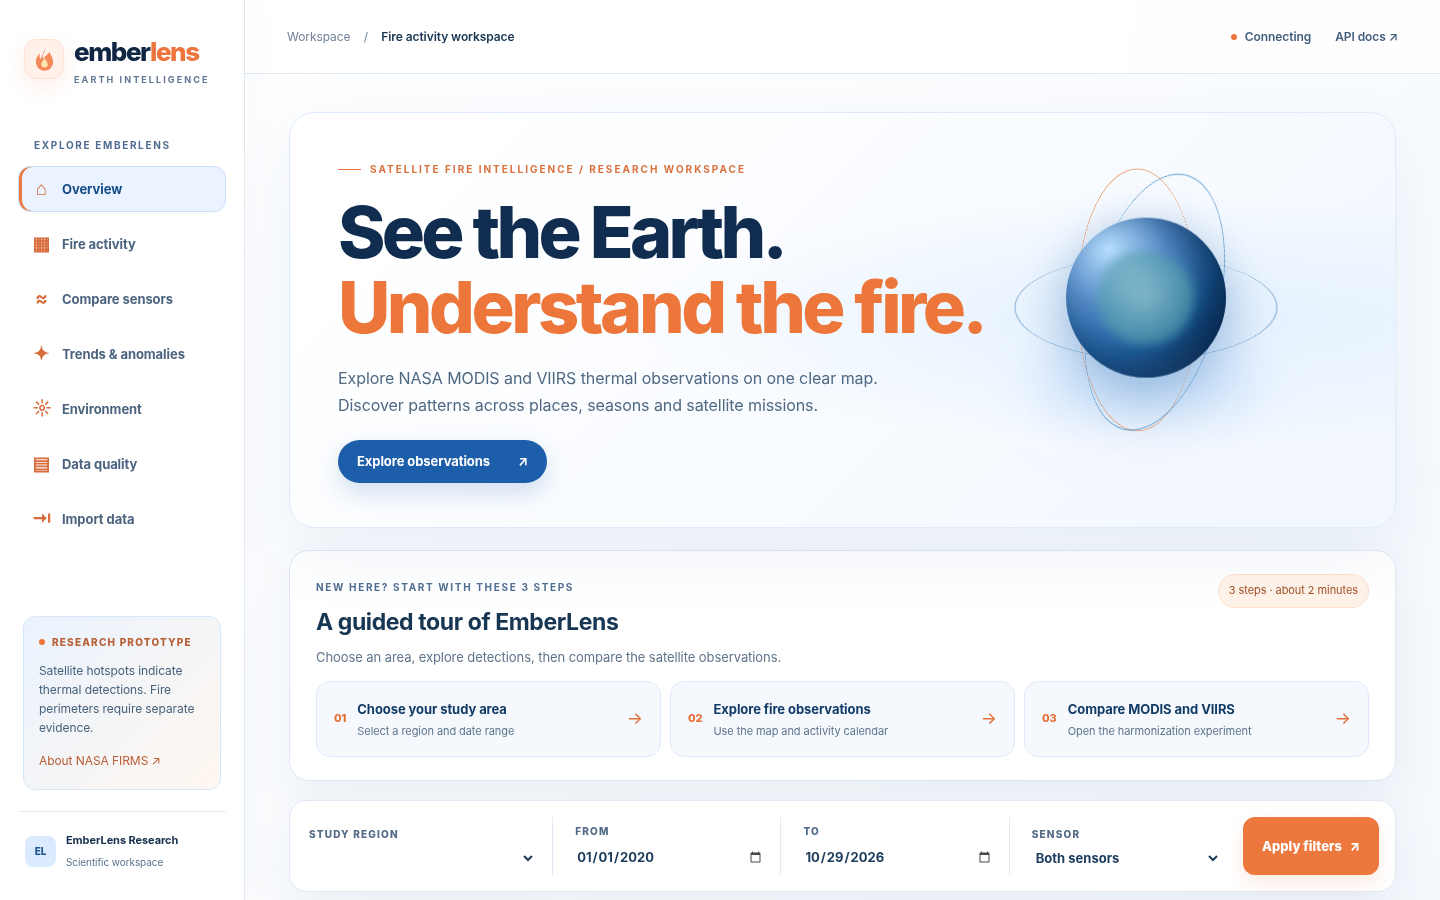 emberlens
EARTH INTELLIGENCE
EXPLORE EMBERLENS
Overview
Fire activity
Compare sensors
Trends & anomalies
Environment
Data quality
Import data
RESEARCH PROTOTYPE
Satellite hotspots indicate
thermal detections. Fire
perimeters require separate
evidence.
About NASA FIRMS ↗
EL
EmberLens Research
Scientific workspace
Workspace / Fire activity workspace
Connecting
API docs ↗
SATELLITE FIRE INTELLIGENCE / RESEARCH WORKSPACE
See the Earth.
Understand the fire.
Explore NASA MODIS and VIIRS thermal observations on one clear map.
Discover patterns across places, seasons and satellite missions.
Explore observations ↗
NEW HERE? START WITH THESE 3 STEPS
3 steps · about 2 minutes
A guided tour of EmberLens
Choose an area, explore detections, then compare the satellite observations.
01 Choose your study area →
Select a region and date range
02 Explore fire observations →
Use the map and activity calendar
03 Compare MODIS and VIIRS →
Open the harmonization experiment
STUDY REGION
FROM
01/01/2020
TO
10/29/2026
SENSOR
Both sensors
Apply filters ↗